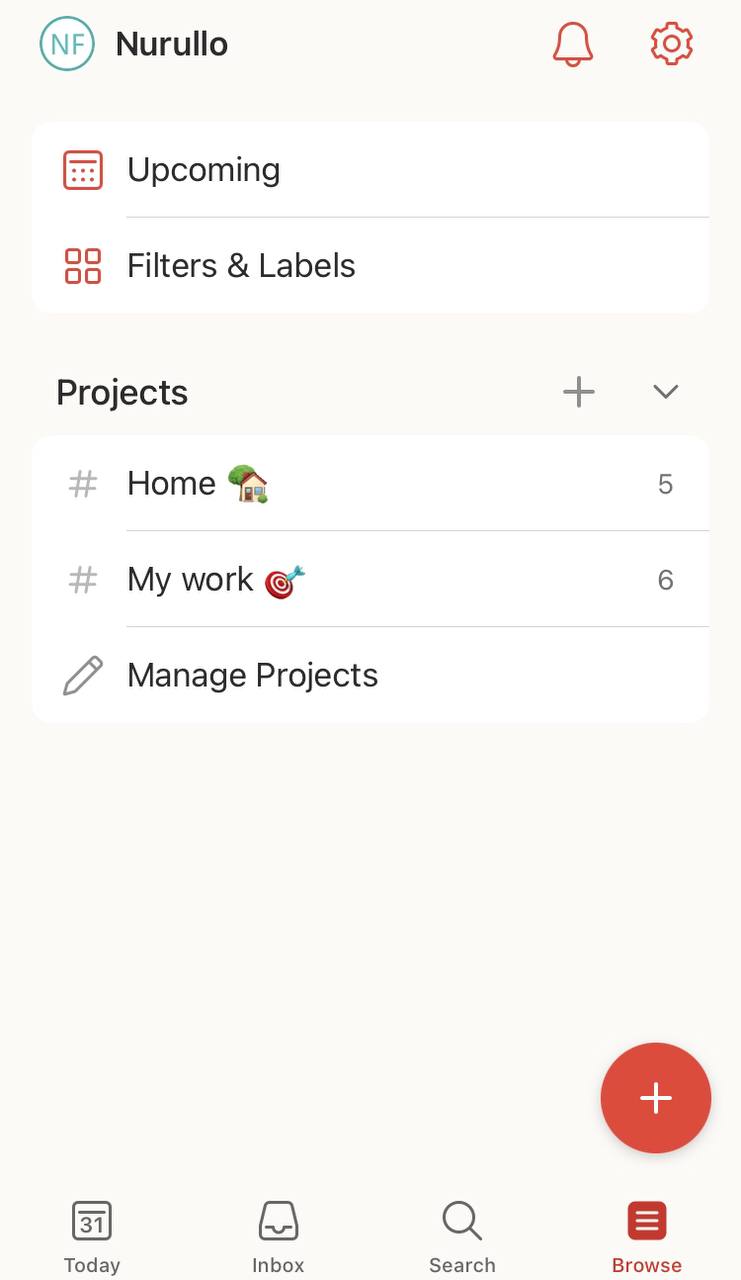 NF Nurullo
Upcoming
Filters & Labels
Projects
# Home 🏡 5
# My work 🎯 6
Manage Projects
31
Today Inbox Search Browse